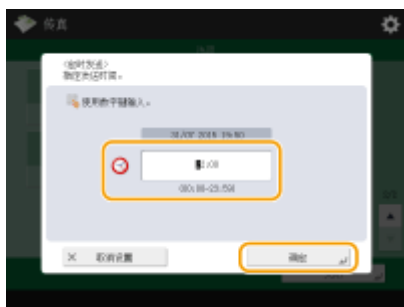 传真
<定时发送>
指定发送时间。
使用数字键输入。
31/07 2015 19:50
(00:00-23:59)
× 取消设置
确定